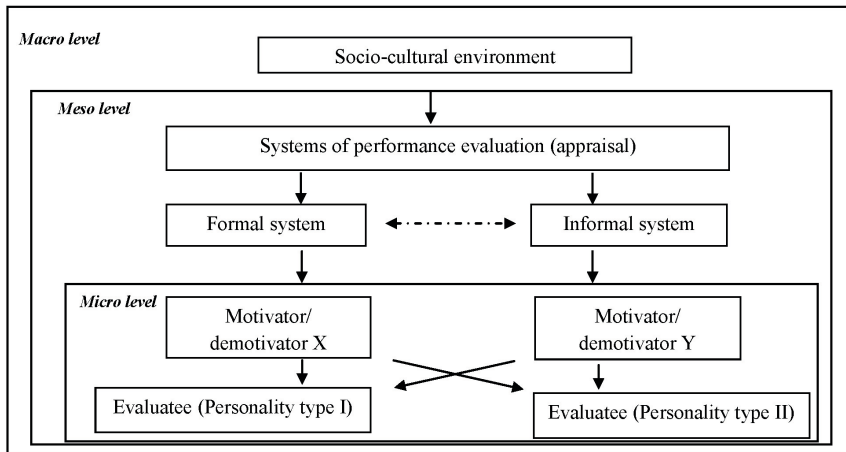 Macro level
Socio-cultural environment
Meso level
Systems of performance evaluation (appraisal)
Formal system
Informal system
Micro level
Motivator/
demotivator X
Motivator/
demotivator Y
Evaluatee (Personality type I)
Evaluatee (Personality type II)